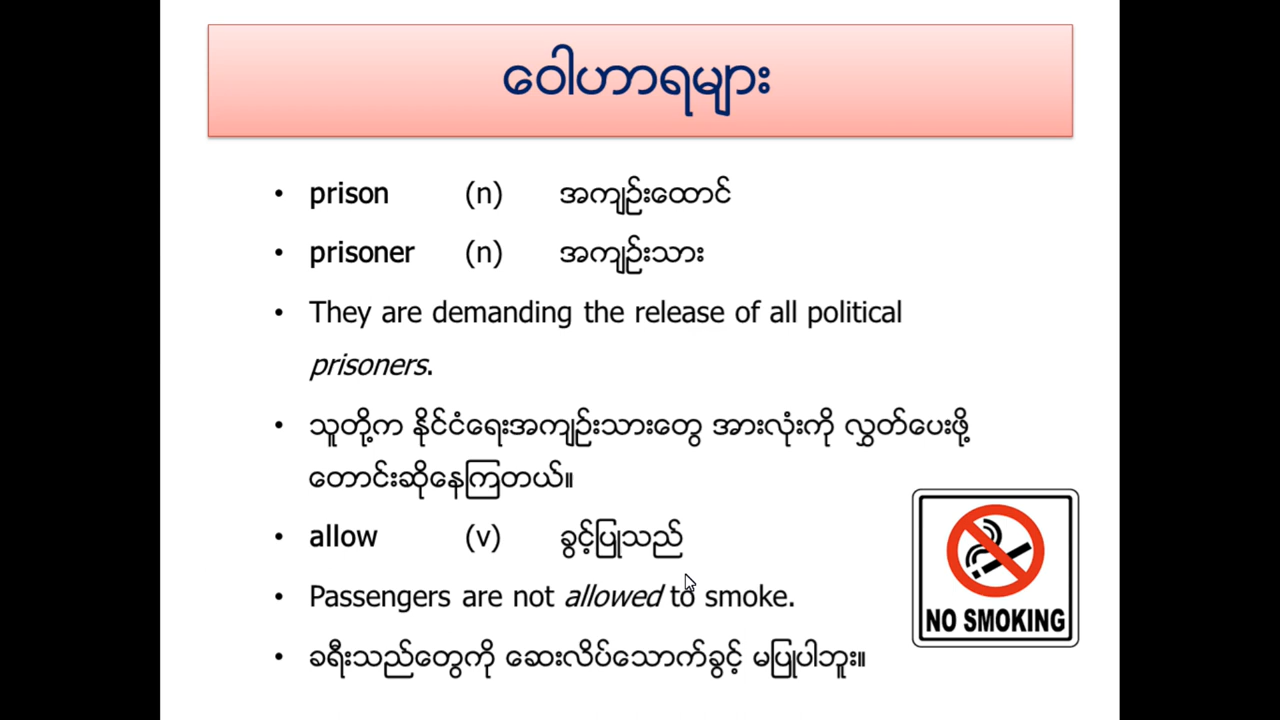 ဝေါဟာရများ
• prison (n) အကျဉ်းထောင်
• prisoner (n) အကျဉ်းသား
• They are demanding the release of all political
prisoners.
• သူတို့က နိုင်ငံရေးအကျဉ်းသားတွေ အားလုံးကို လွှတ်ပေးဖို့
တောင်းဆိုနေကြတယ်။
• allow (v) ခွင့်ပြုသည်
• Passengers are not allowed to smoke.
NO SMOKING
• ခရီးသည်တွေကို ဆေးလိပ်သောက်ခွင့် မပြုပါဘူး။